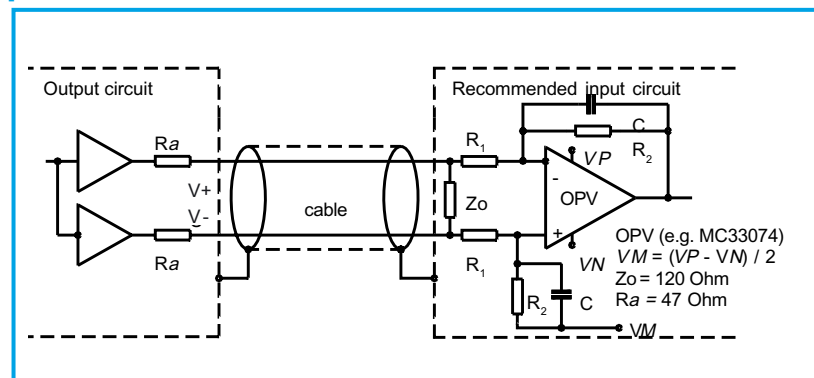 Output circuit
Recommended input circuit
Ra
V+
V-
Ra
cable
Zo
R1
R1
C
R2
VP
-
OPV
+
VN
R2
C
VM
OPV (e.g. MC33074)
VM = (VP - VN) / 2
Zo = 120 Ohm
Ra = 47 Ohm